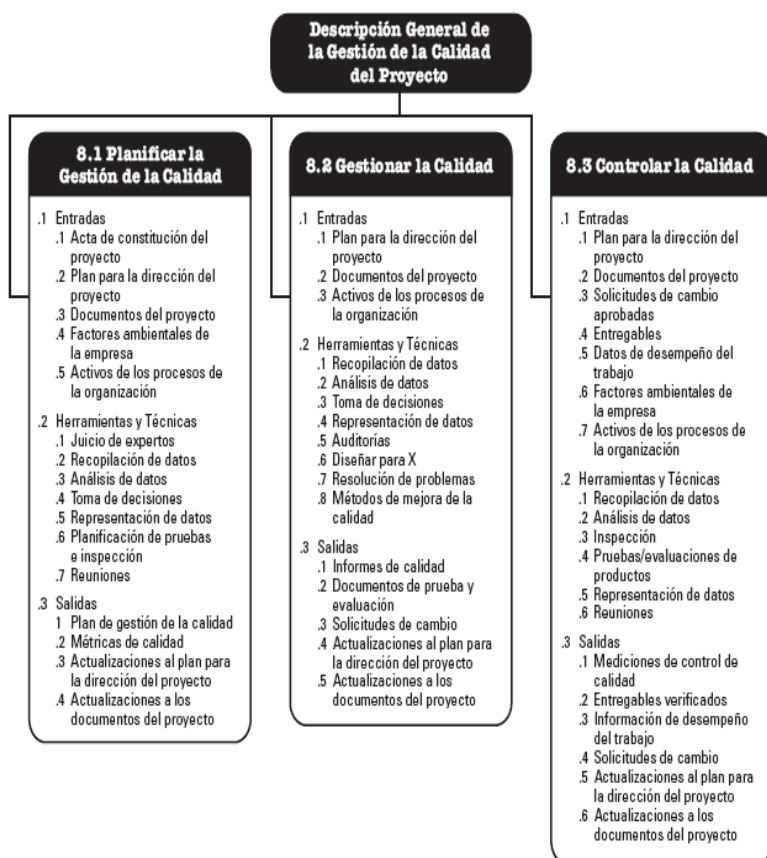 Descripción General de
la Gestión de la Calidad
del Proyecto
8.1 Planificar la
Gestión de la Calidad
.1 Entradas
.1 Acta de constitución del
proyecto
.2 Plan para la dirección del
proyecto
.3 Documentos del proyecto
.4 Factores ambientales de
la empresa
.5 Activos de los procesos de
la organización
.2 Herramientas y Técnicas
.1 Juicio de expertos
.2 Recopilación de datos
.3 Análisis de datos
.4 Toma de decisiones
.5 Representación de datos
.6 Planificación de pruebas
e inspección
.7 Reuniones
.3 Salidas
1 Plan de gestión de la calidad
.2 Métricas de calidad
.3 Actualizaciones al plan para
la dirección del proyecto
.4 Actualizaciones a los
documentos del proyecto
8.2 Gestionar la Calidad
.1 Entradas
.1 Plan para la dirección del
proyecto
.2 Documentos del proyecto
.3 Activos de los procesos de
la organización
.2 Herramientas y Técnicas
.1 Recopilación de datos
.2 Análisis de datos
.3 Toma de decisiones
.4 Representación de datos
.5 Auditorías
.6 Diseñar para X
.7 Resolución de problemas
.8 Métodos de mejora de la
calidad
.3 Salidas
.1 Informes de calidad
.2 Documentos de prueba y
evaluación
.3 Solicitudes de cambio
.4 Actualizaciones al plan para
la dirección del proyecto
.5 Actualizaciones a los
documentos del proyecto
8.3 Controlar la Calidad
.1 Entradas
.1 Plan para la dirección del
proyecto
.2 Documentos del proyecto
.3 Solicitudes de cambio
aprobadas
.4 Entregables
.5 Datos de desempeño del
trabajo
.6 Factores ambientales de
la empresa
.7 Activos de los procesos de
la organización
.2 Herramientas y Técnicas
.1 Recopilación de datos
.2 Análisis de datos
.3 Inspección
.4 Pruebas/evaluaciones de
productos
.5 Representación de datos
.6 Reuniones
.3 Salidas
.1 Mediciones de control de
calidad
.2 Entregables verificados
.3 Información de desempeño
del trabajo
.4 Solicitudes de cambio
.5 Actualizaciones al plan para
la dirección del proyecto
.6 Actualizaciones a los
documentos del proyecto